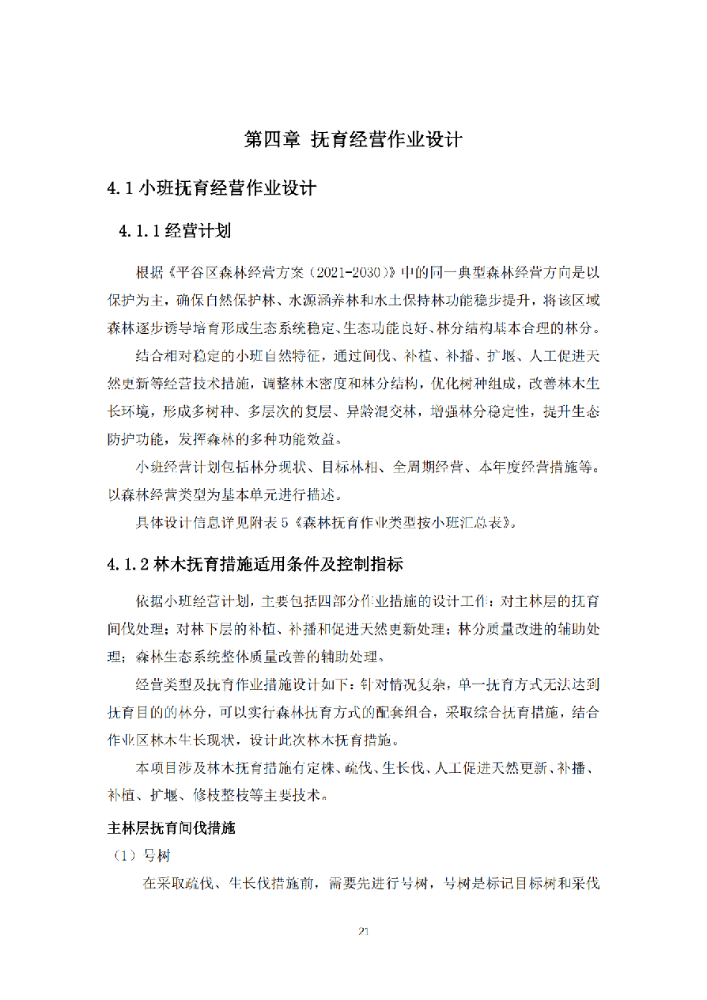 第四章 抚育经营作业设计
4.1 小班抚育经营作业设计
4.1.1 经营计划
根据《平谷区森林经营方案（2021-2030）》中的同一典型森林经营方向是以
保护为主，确保自然保护林、水源涵养林和水土保持林功能稳步提升，将该区域
森林逐步诱导培育形成生态系统稳定、生态功能良好、林分结构基本合理的林分。
结合相对稳定的小班自然特征，通过间伐、补植、补播、扩堰、人工促进天
然更新等经营技术措施，调整林木密度和林分结构，优化树种组成，改善林木生
长环境，形成多树种、多层次的复层、异龄混交林，增强林分稳定性，提升生态
防护功能，发挥森林的多种功能效益。
小班经营计划包括林分现状、目标林相、全周期经营、本年度经营措施等。
以森林经营类型为基本单元进行描述。
具体设计信息详见附表 5《森林抚育作业类型按小班汇总表》。
4.1.2 林木抚育措施适用条件及控制指标
依据小班经营计划，主要包括四部分作业措施的设计工作：对主林层的抚育
间伐处理；对林下层的补植、补播和促进天然更新处理；林分质量改进的辅助处
理；森林生态系统整体质量改善的辅助处理。
经营类型及抚育作业措施设计如下：针对情况复杂，单一抚育方式无法达到
抚育目的的林分，可以实行森林抚育方式的配套组合，采取综合抚育措施，结合
作业区林木生长现状，设计此次林木抚育措施。
本项目涉及林木抚育措施有定株、疏伐、生长伐、人工促进天然更新、补播、
补植、扩堰、修枝整枝等主要技术。
主林层抚育间伐措施
（1）号树
在采取疏伐、生长伐措施前，需要先进行号树，号树是标记目标树和采伐
21